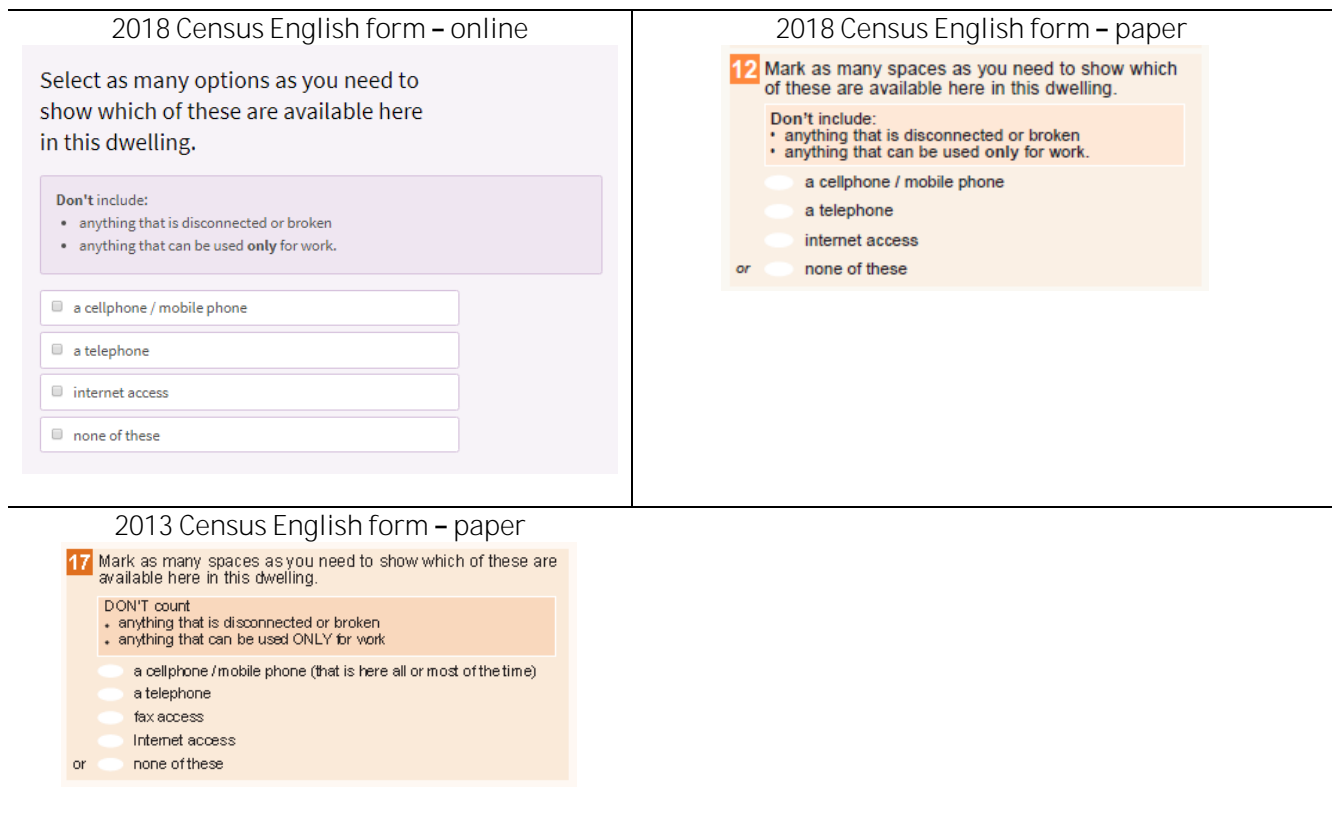 2018 Census English form – online
Select as many options as you need to
show which of these are available here
in this dwelling.
Don't include:
• anything that is disconnected or broken
• anything that can be used only for work.
a cellphone / mobile phone
a telephone
internet access
none of these
2018 Census English form – paper
12 Mark as many spaces as you need to show which
of these are available here in this dwelling.
Don't include:
• anything that is disconnected or broken
• anything that can be used only for work.
a cellphone / mobile phone
a telephone
internet access
or none of these
2013 Census English form – paper
17 Mark as many spaces as you need to show which of these are
available here in this dwelling.
DON'T count
• anything that is disconnected or broken
• anything that can be used ONLY for work
a cellphone / mobile phone (that is here all or most of the time)
a telephone
fax access
Internet access
or none of these